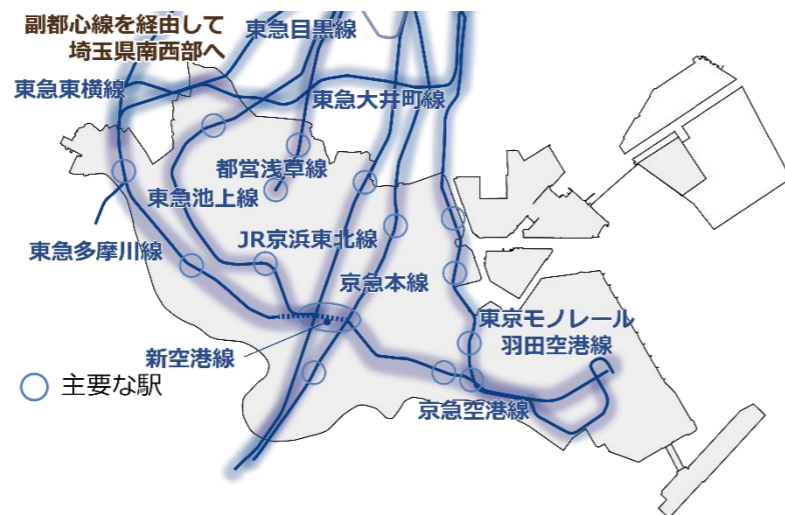 副都心線を経由して
埼玉県南西部へ
東急目黒線
東急東横線
東急大井町線
都営浅草線
東急池上線
東急多摩川線
JR京浜東北線
京急本線
東京モノレール
羽田空港線
新空港線
主要な駅
京急空港線